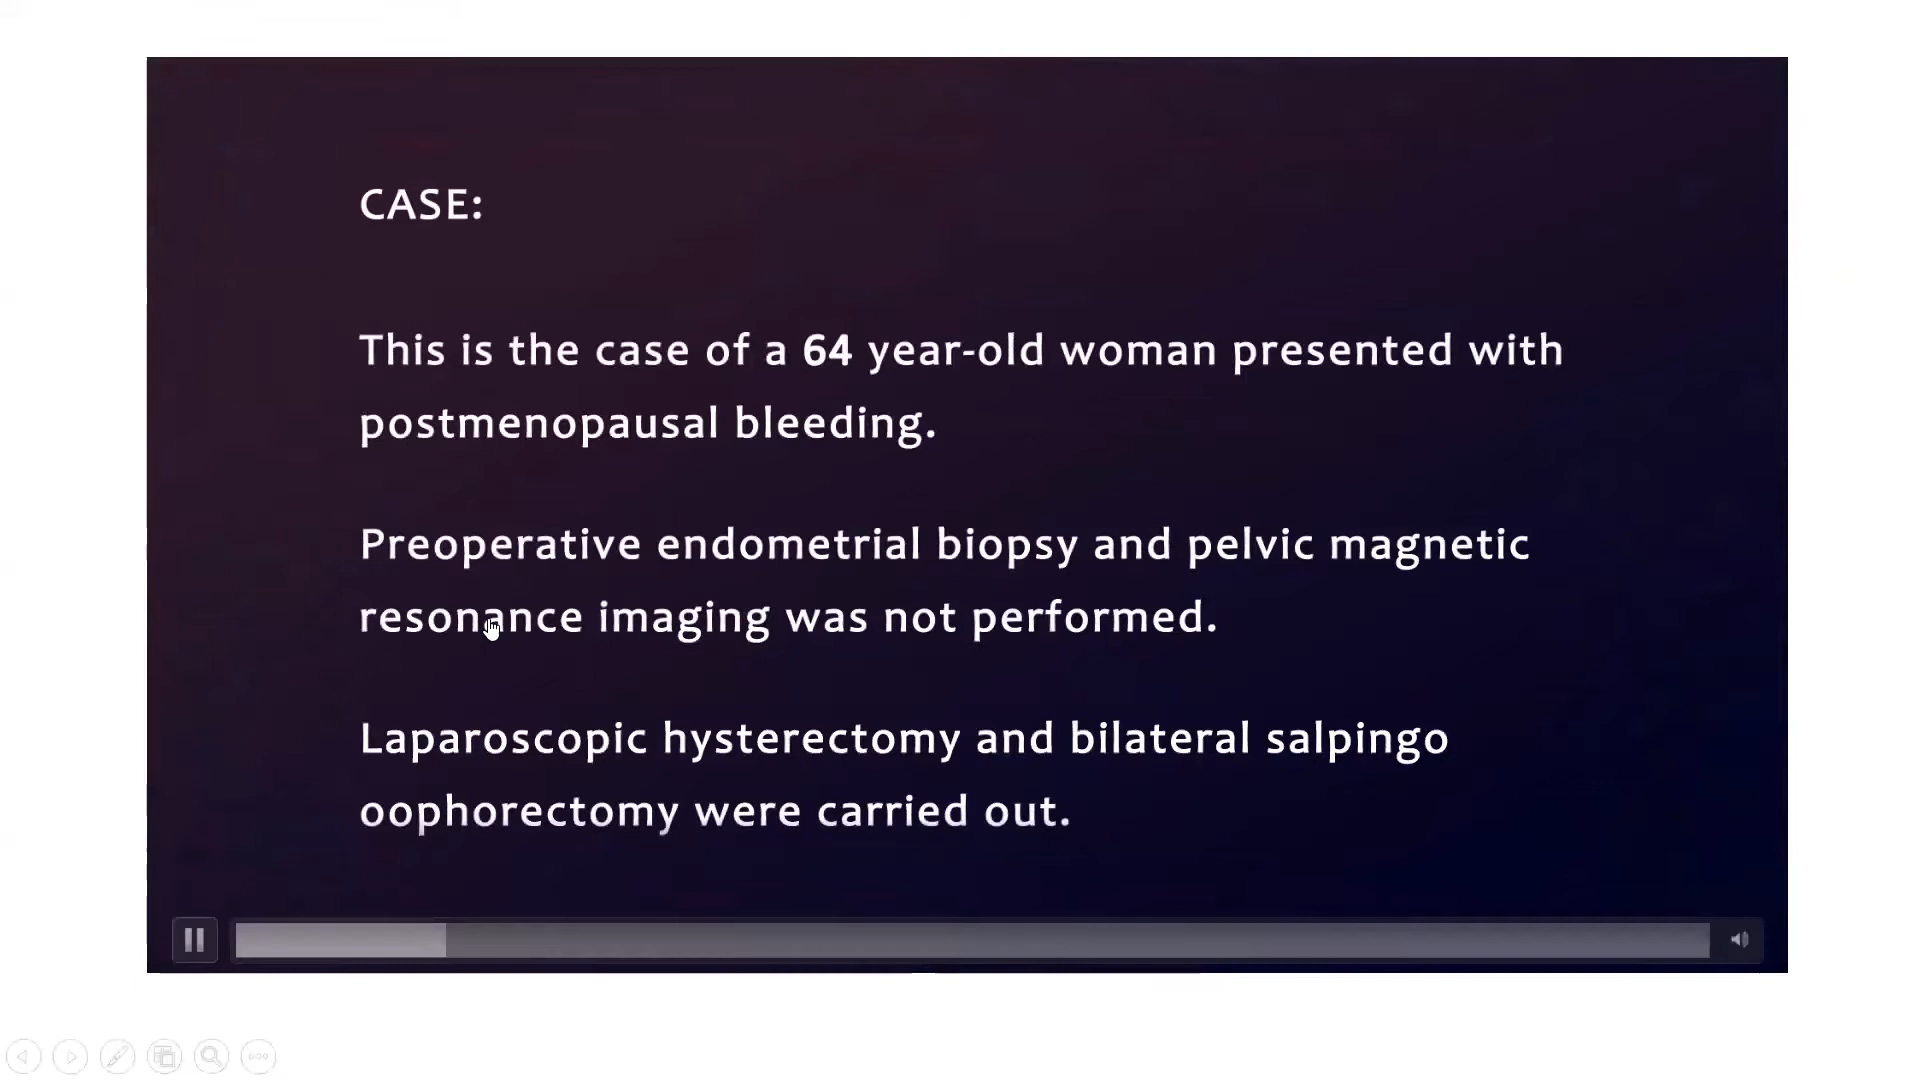 CASE:
This is the case of a 64 year-old woman presented with
postmenopausal bleeding.
Preoperative endometrial biopsy and pelvic magnetic
resonance imaging was not performed.
Laparoscopic hysterectomy and bilateral salpingo
oophorectomy were carried out.